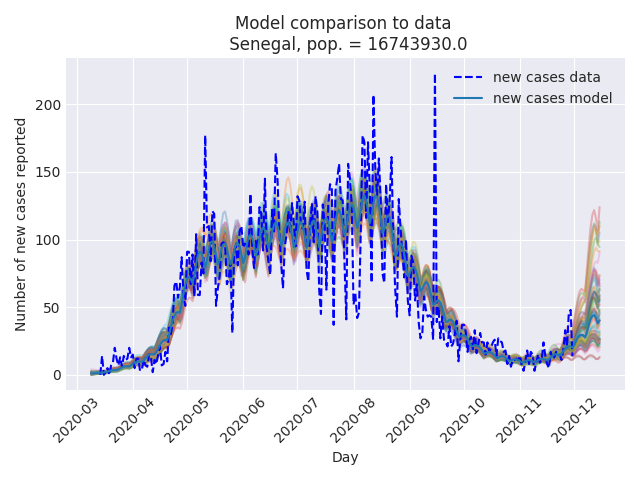 Model comparison to data
Senegal, pop. = 16743930.0
new cases data
new cases model
Number of new cases reported
200
150
100
50
0
2020-03
2020-04
2020-05
2020-06
2020-07
2020-08
2020-09
2020-10
2020-11
2020-12
Day